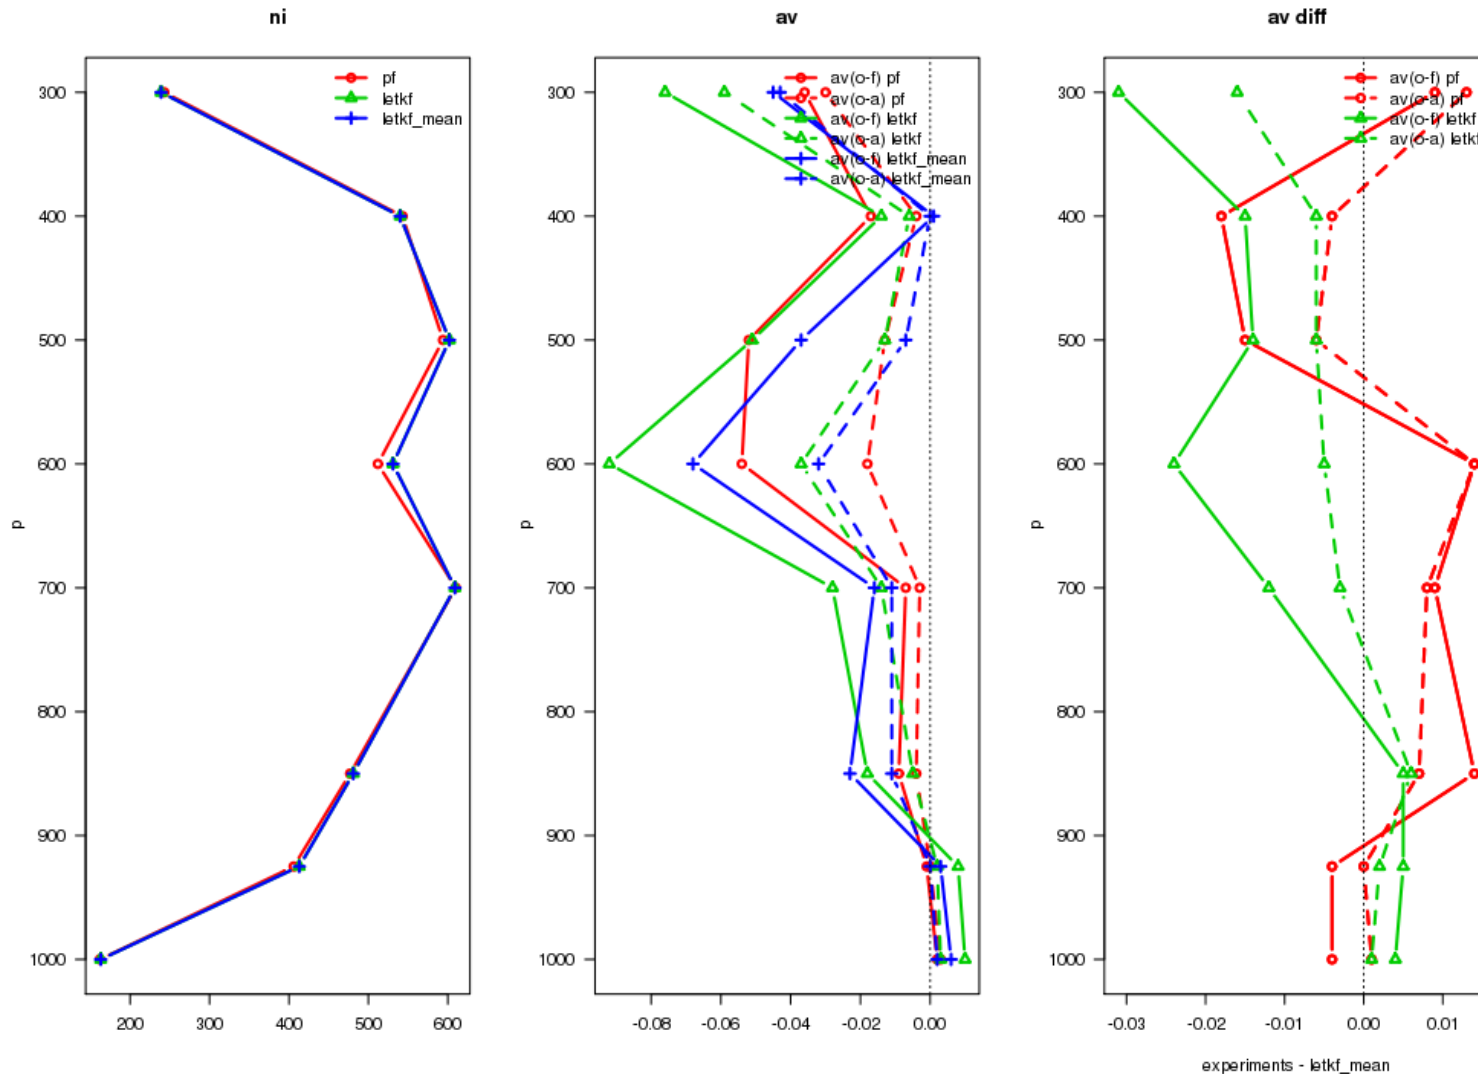 ni
pf
letkf
letkf_mean
300
400
500
600
700
800
900
1000
p
200 300 400 500 600
av
av(o-f) pf
av(o-a) pf
av(o-f) letkf
av(o-a) letkf
av(o-f) letkf_mean
av(o-a) letkf_mean
300
400
500
600
700
800
900
1000
p
-0.08 -0.06 -0.04 -0.02 0.00
av diff
av(o-f) pf
av(o-a) pf
av(o-f) letkf
av(o-a) letkf
300
400
500
600
700
800
900
1000
p
-0.03 -0.02 -0.01 0.00 0.01
experiments - letkf_mean